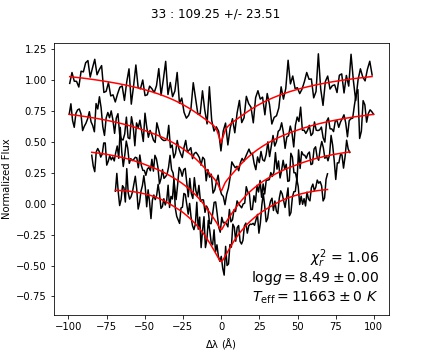 33 : 109.25 +/- 23.51
Normalized Flux
1.25
1.00
0.75
0.50
0.25
0.00
−0.25
−0.50
−0.75
χ²ᵣ = 1.06
logg = 8.49 ± 0.00
Teff = 11663 ± 0 K
−100 −75 −50 −25 0 25 50 75 100
Δλ (Å)